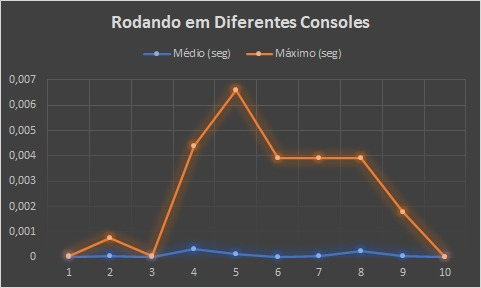 Rodando em Diferentes Consoles
Médio (seg) Máximo (seg)
0,007
0,006
0,005
0,004
0,003
0,002
0,001
0
1 2 3 4 5 6 7 8 9 10